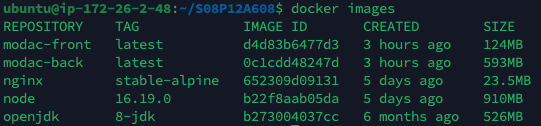 ubuntu@ip-172-26-2-48:~/S08P12A608$ docker images
REPOSITORY TAG IMAGE ID CREATED SIZE
modac-front latest d4d83b6477d3 3 hours ago 124MB
modac-back latest 0c1cdd48247d 3 hours ago 593MB
nginx stable-alpine 652309d09131 5 days ago 23.5MB
node 16.19.0 b22f8aab05da 5 days ago 910MB
openjdk 8-jdk b273004037cc 6 months ago 526MB